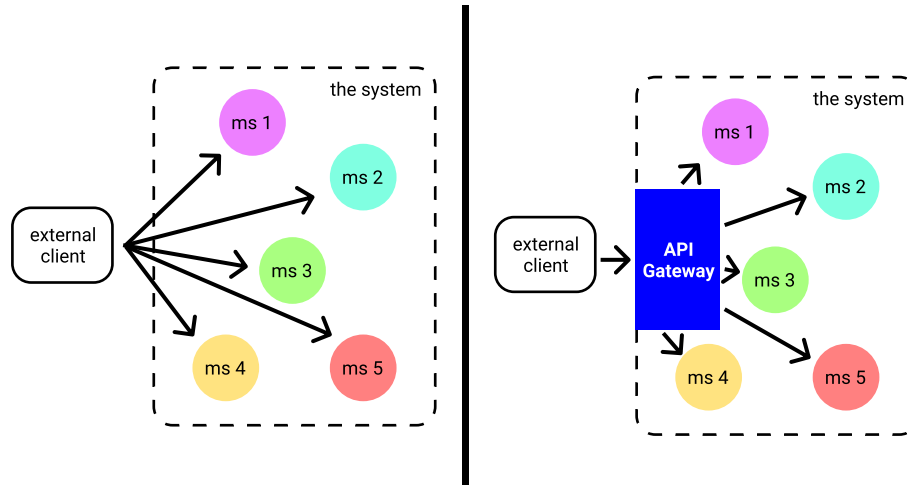 the system
ms 1
ms 2
external
client
ms 3
ms 4
ms 5
the system
ms 1
ms 2
external
client
API
Gateway
ms 3
ms 4
ms 5